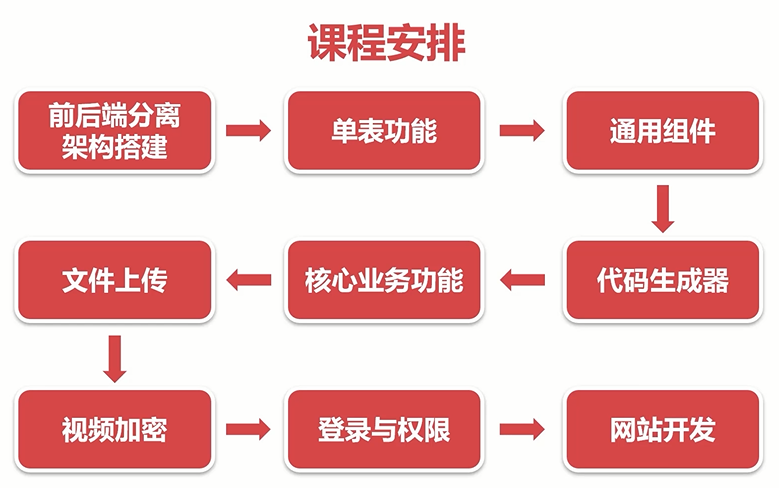 课程安排
前后端分离
架构搭建
单表功能
通用组件
代码生成器
核心业务功能
文件上传
视频加密
登录与权限
网站开发